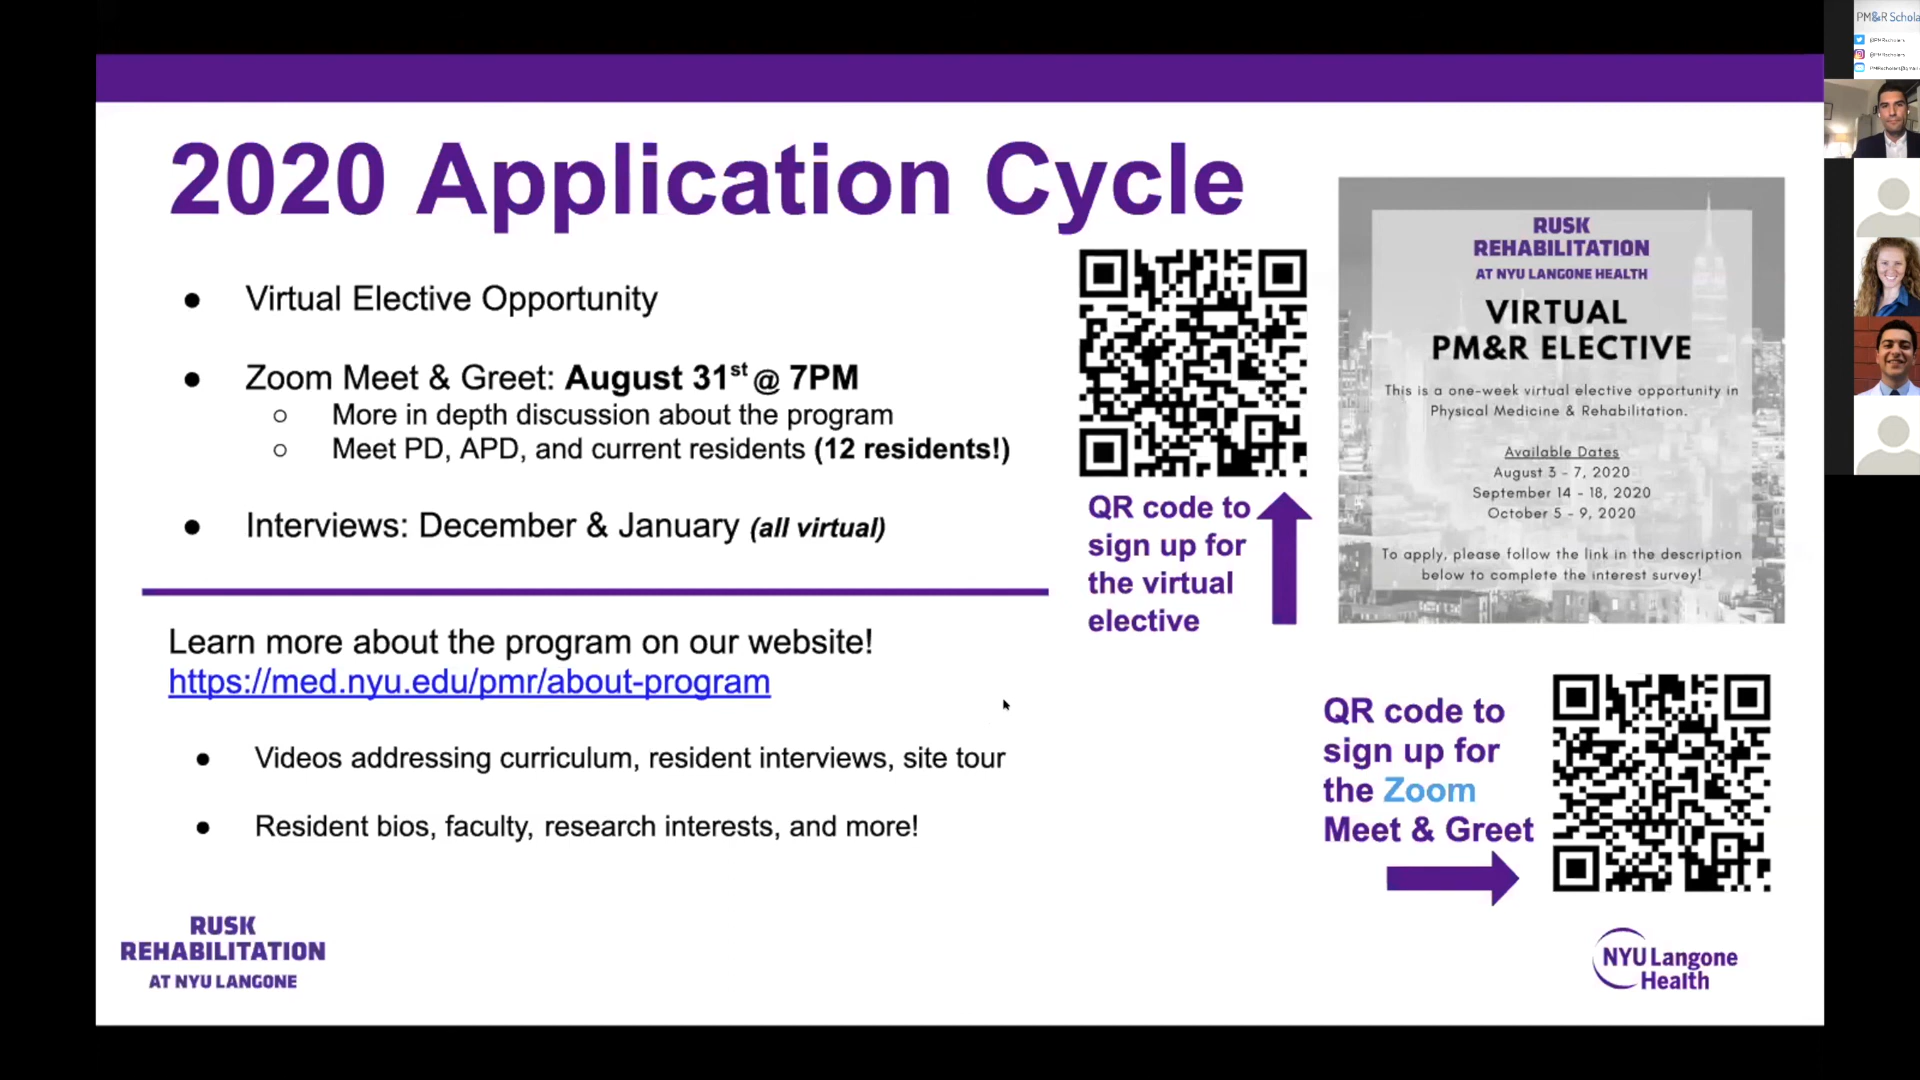 2020 Application Cycle
● Virtual Elective Opportunity
● Zoom Meet & Greet: August 31st @ 7PM
○ More in depth discussion about the program
○ Meet PD, APD, and current residents (12 residents!)
● Interviews: December & January (all virtual)
Learn more about the program on our website!
https://med.nyu.edu/pmr/about-program
● Videos addressing curriculum, resident interviews, site tour
● Resident bios, faculty, research interests, and more!
QR code to
sign up for
the virtual
elective
RUSK
REHABILITATION
AT NYU LANGONE HEALTH
VIRTUAL
PM&R ELECTIVE
This is a one-week virtual elective opportunity in
Physical Medicine & Rehabilitation.
Available Dates
August 3 - 7, 2020
September 14 - 18, 2020
October 5 - 9, 2020
To apply, please follow the link in the description
below to complete the interest survey!
QR code to
sign up for
the Zoom
Meet & Greet
RUSK
REHABILITATION
AT NYU LANGONE
NYU Langone
Health
PM&R Schola